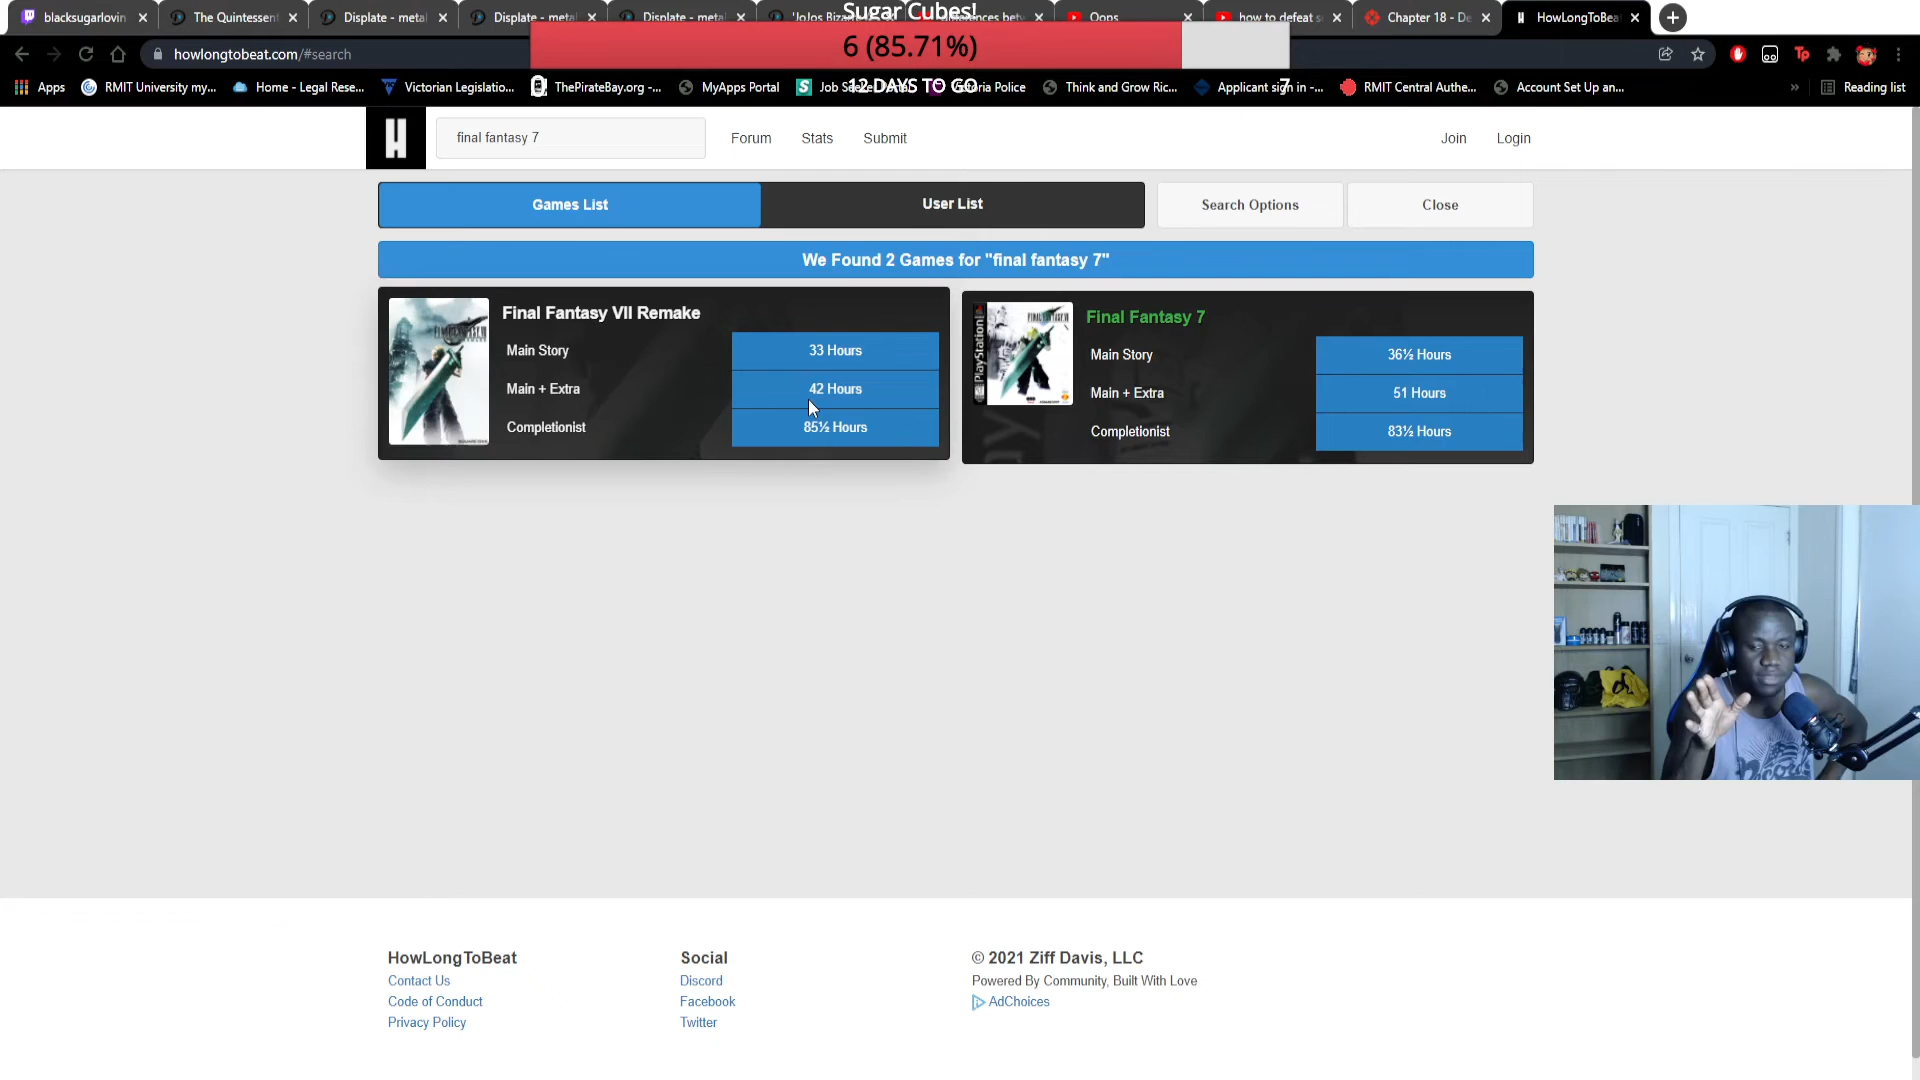 blacksugarlovin
The Quintessen
Displate - meta
Displate - meta
Displate - meta
Oops
how to defeat s
Chapter 18 - De
HowLongToBea
Sugar Cubes!
6 (85.71%)
12 DAYS TO GO
7
howlongtobeat.com/#search
Apps
RMIT University my...
Home - Legal Rese...
Victorian Legislatio...
ThePirateBay.org -...
MyApps Portal
Think and Grow Ric...
Applicant sign in -...
RMIT Central Authe...
Account Set Up an...
»
Reading list
H
final fantasy 7
Forum
Stats
Submit
Join
Login
Games List
User List
Search Options
Close
We Found 2 Games for "final fantasy 7"
Final Fantasy VII Remake
Main Story
33 Hours
Main + Extra
42 Hours
Completionist
85½ Hours
PlayStation
Final Fantasy 7
Main Story
36½ Hours
Main + Extra
51 Hours
Completionist
83½ Hours
HowLongToBeat
Contact Us
Code of Conduct
Privacy Policy
Social
Discord
Facebook
Twitter
© 2021 Ziff Davis, LLC
Powered By Community, Built With Love
AdChoices